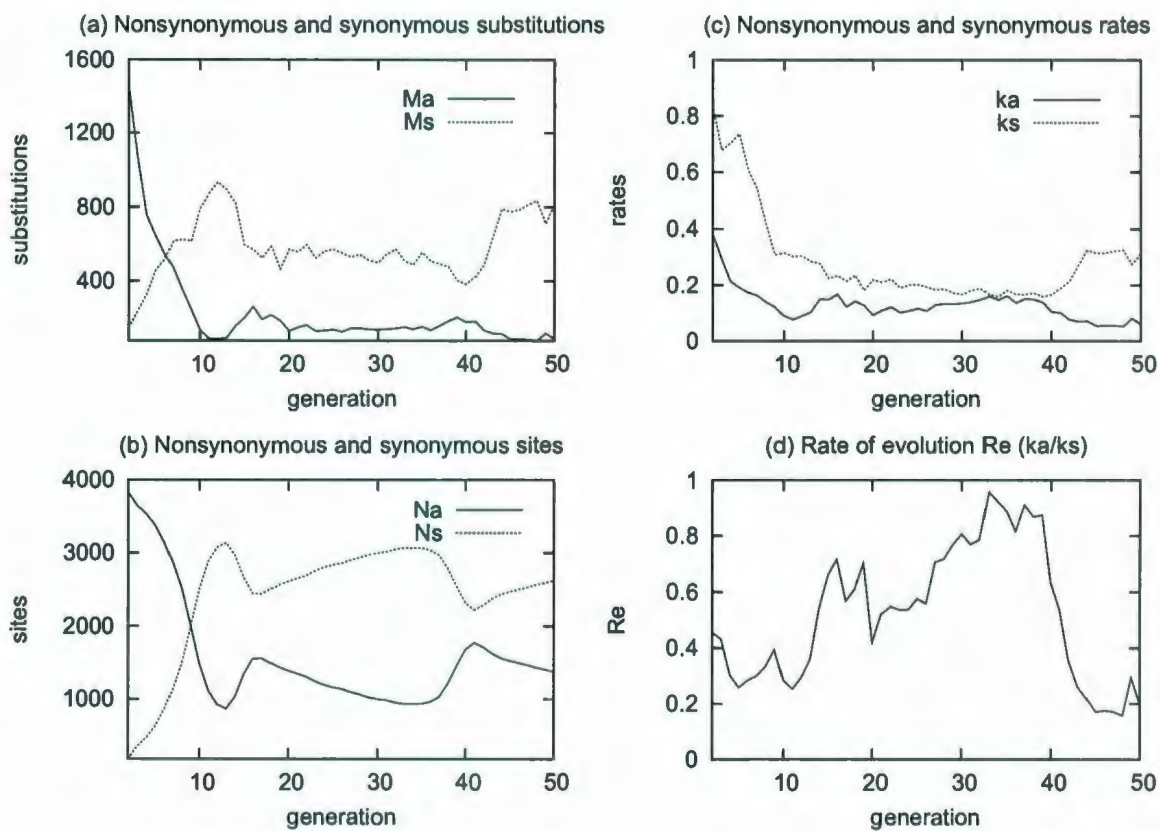 (a) Nonsynonymous and synonymous substitutions
1600
1200
800
400
substitutions
Ma
Ms
10 20 30 40 50
generation
(c) Nonsynonymous and synonymous rates
1
0.8
0.6
0.4
0.2
0
rates
ka
ks
10 20 30 40 50
generation
(b) Nonsynonymous and synonymous sites
4000
3000
2000
1000
sites
Na
Ns
10 20 30 40 50
generation
(d) Rate of evolution Re (ka/ks)
1
0.8
0.6
0.4
0.2
0
Re
10 20 30 40 50
generation